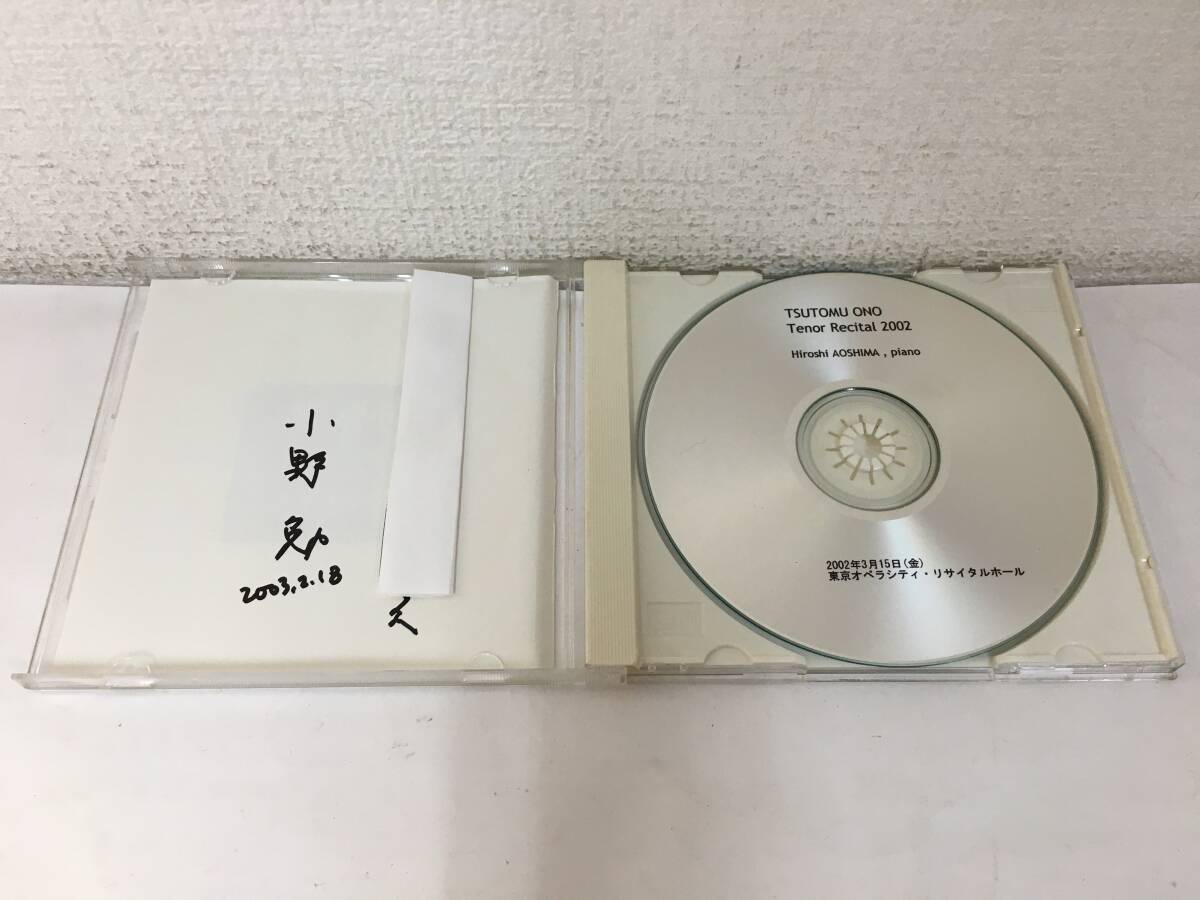 小野勉
2003.2.18
TSUTOMU ONO
Tenor Recital 2002
Hiroshi AOSHIMA , piano
2002年3月15日(金)
東京オペラシティ・リサイタルホール